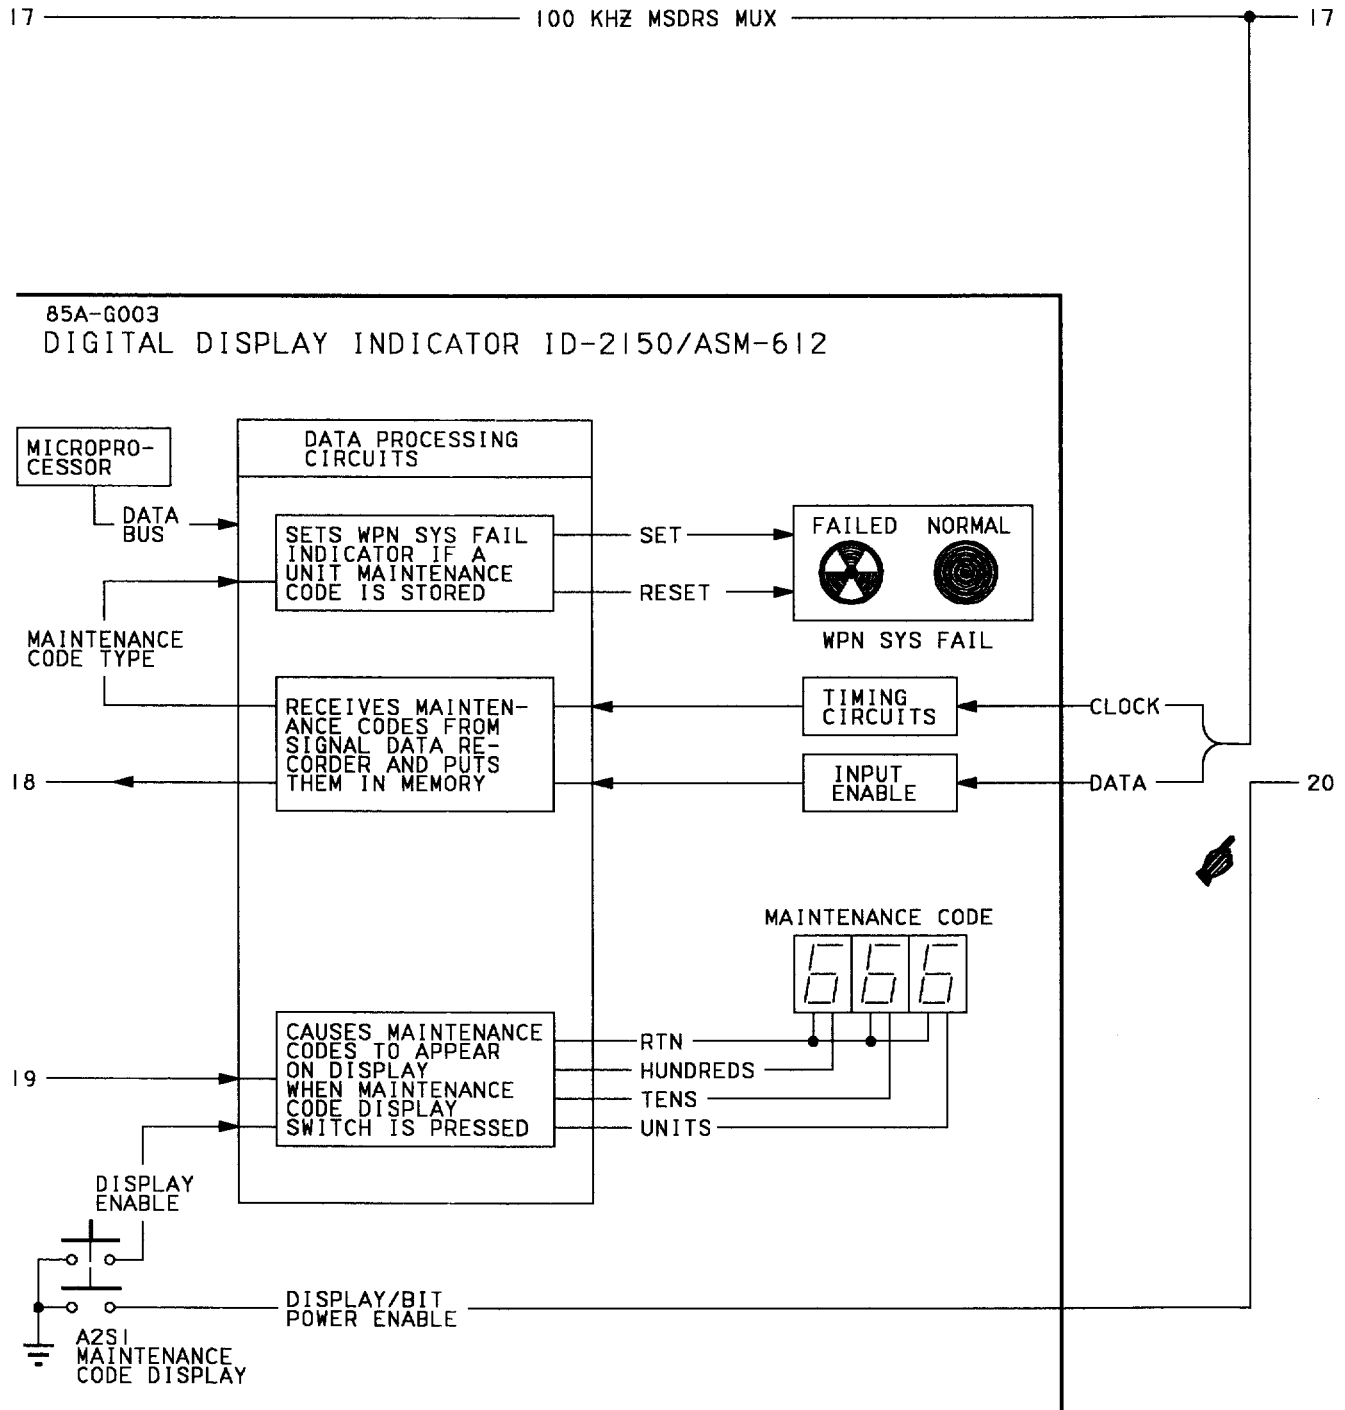 17 100 KHZ MSDRS MUX 17
85A-G003
DIGITAL DISPLAY INDICATOR ID-2150/ASM-612
MICROPRO-
CESSOR
DATA PROCESSING
CIRCUITS
DATA
BUS
SETS WPN SYS FAIL
INDICATOR IF A
UNIT MAINTENANCE
CODE IS STORED
SET
RESET
FAILED NORMAL
WPN SYS FAIL
MAINTENANCE
CODE TYPE
RECEIVES MAINTEN-
ANCE CODES FROM
SIGNAL DATA RE-
CORDER AND PUTS
THEM IN MEMORY
TIMING
CIRCUITS
CLOCK
18
INPUT
ENABLE
DATA
20
MAINTENANCE CODE
666
19
CAUSES MAINTENANCE
CODES TO APPEAR
ON DISPLAY
WHEN MAINTENANCE
CODE DISPLAY
SWITCH IS PRESSED
RTN
HUNDREDS
TENS
UNITS
DISPLAY
ENABLE
DISPLAY/BIT
POWER ENABLE
A2S1
MAINTENANCE
CODE DISPLAY